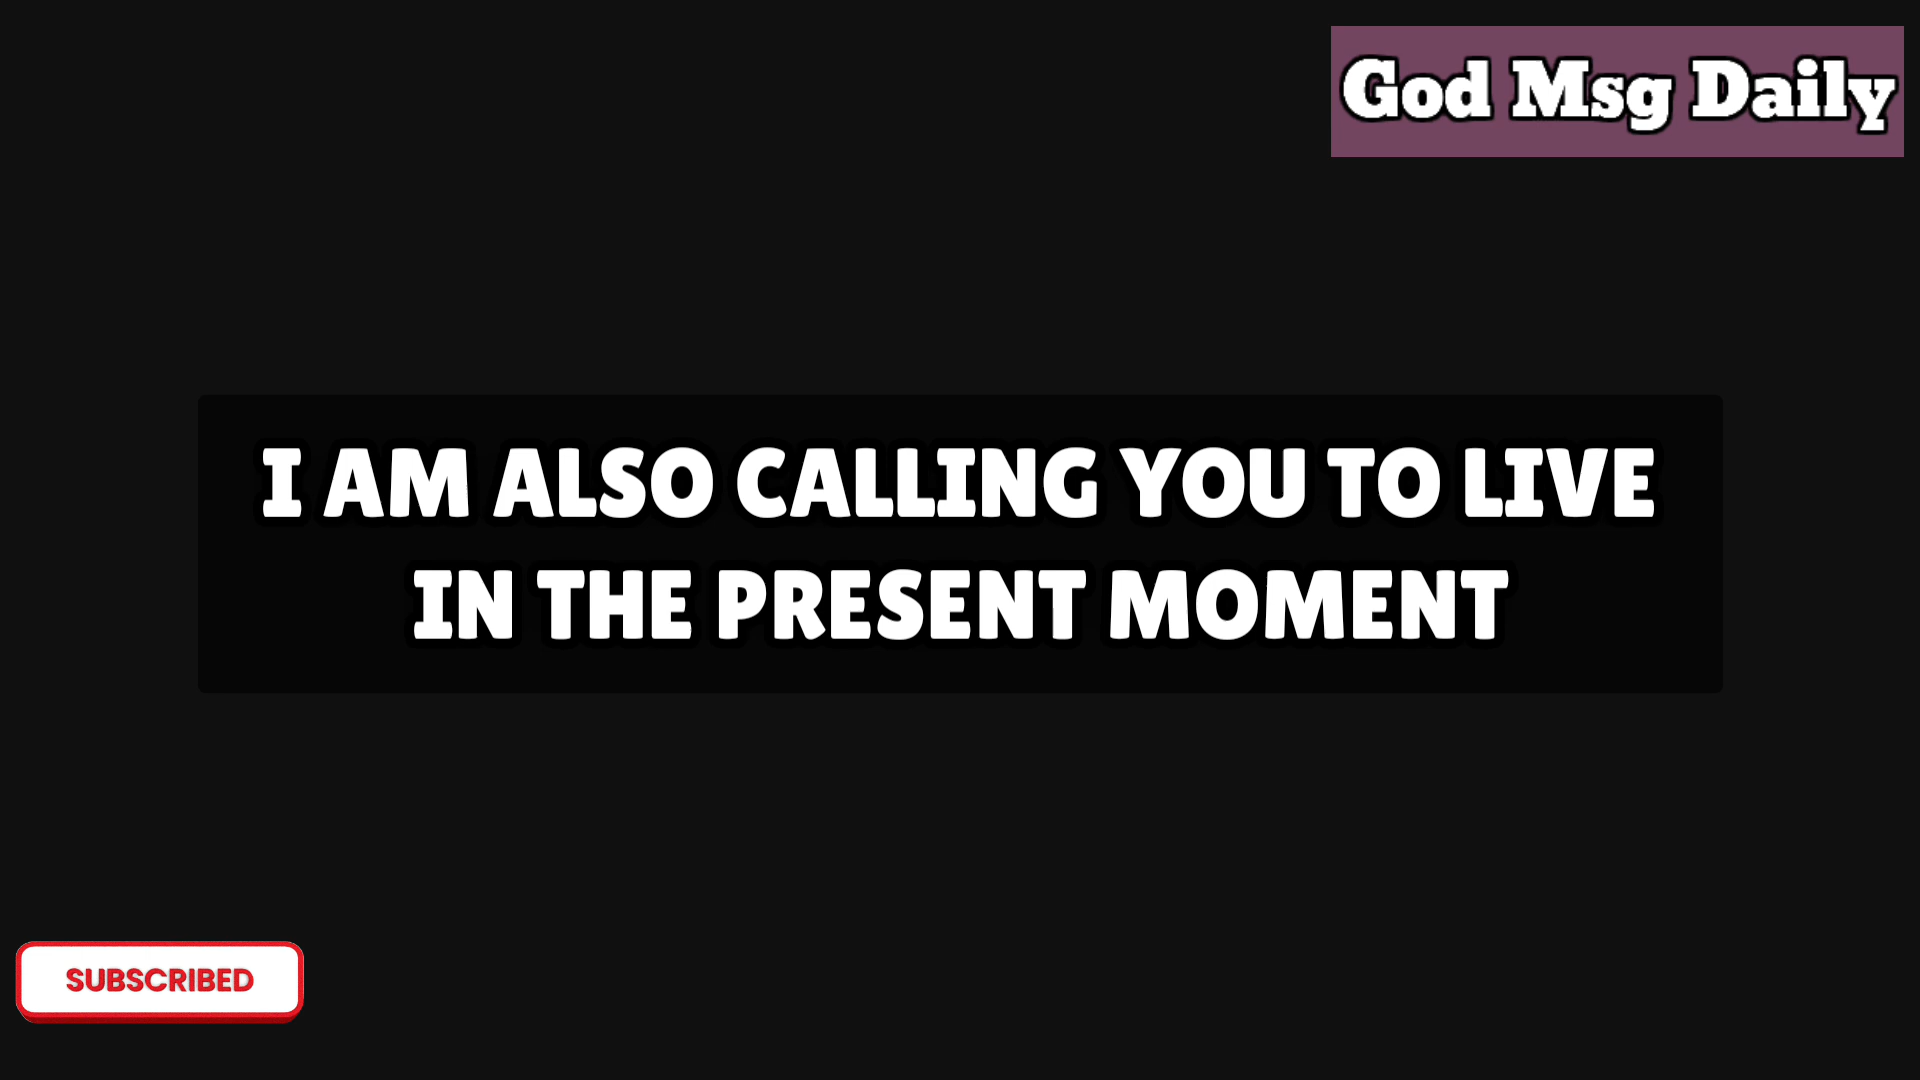 God Msg Daily
I AM ALSO CALLING YOU TO LIVE
IN THE PRESENT MOMENT
SUBSCRIBED